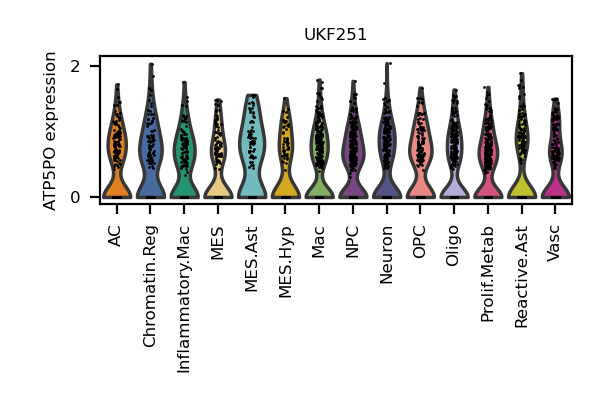 UKF251
ATP5PO expression
2
0
AC
Chromatin.Reg
Inflammatory.Mac
MES
MES.Ast
MES.Hyp
Mac
NPC
Neuron
OPC
Oligo
Prolif.Metab
Reactive.Ast
Vasc